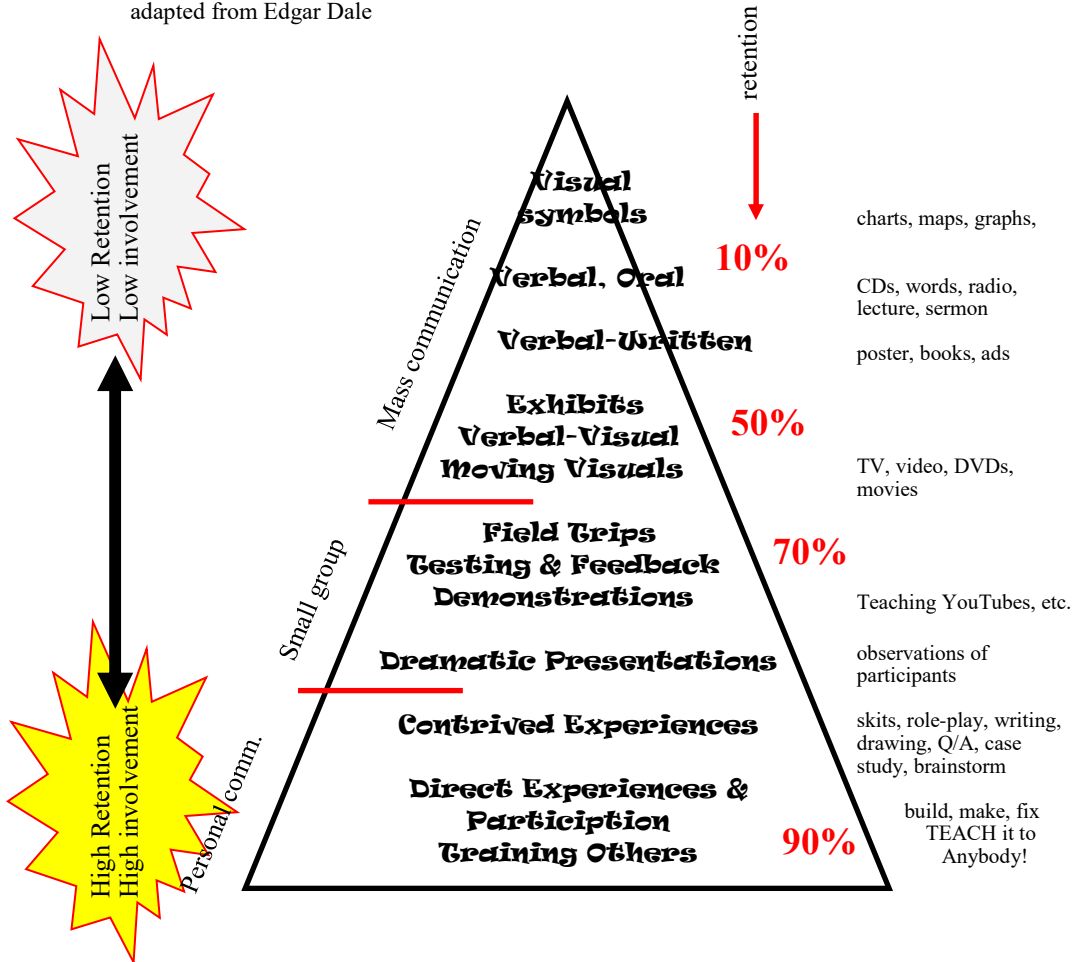 adapted from Edgar Dale
retention
Low Retention
Low involvement
Mass communication
Visual
symbols
charts, maps, graphs,
10%
Verbal, Oral
CDs, words, radio,
lecture, sermon
Verbal-Written
poster, books, ads
Exhibits
Verbal-Visual
Moving Visuals
50%
TV, video, DVDs,
movies
Small group
Field Trips
Testing & Feedback
Demonstrations
70%
Teaching YouTubes, etc.
Dramatic Presentations
observations of
participants
High Retention
High involvement
Personal comm.
Contrived Experiences
skits, role-play, writing,
drawing, Q/A, case
study, brainstorm
Direct Experiences &
Particiption
Training Others
90%
build, make, fix
TEACH it to
Anybody!